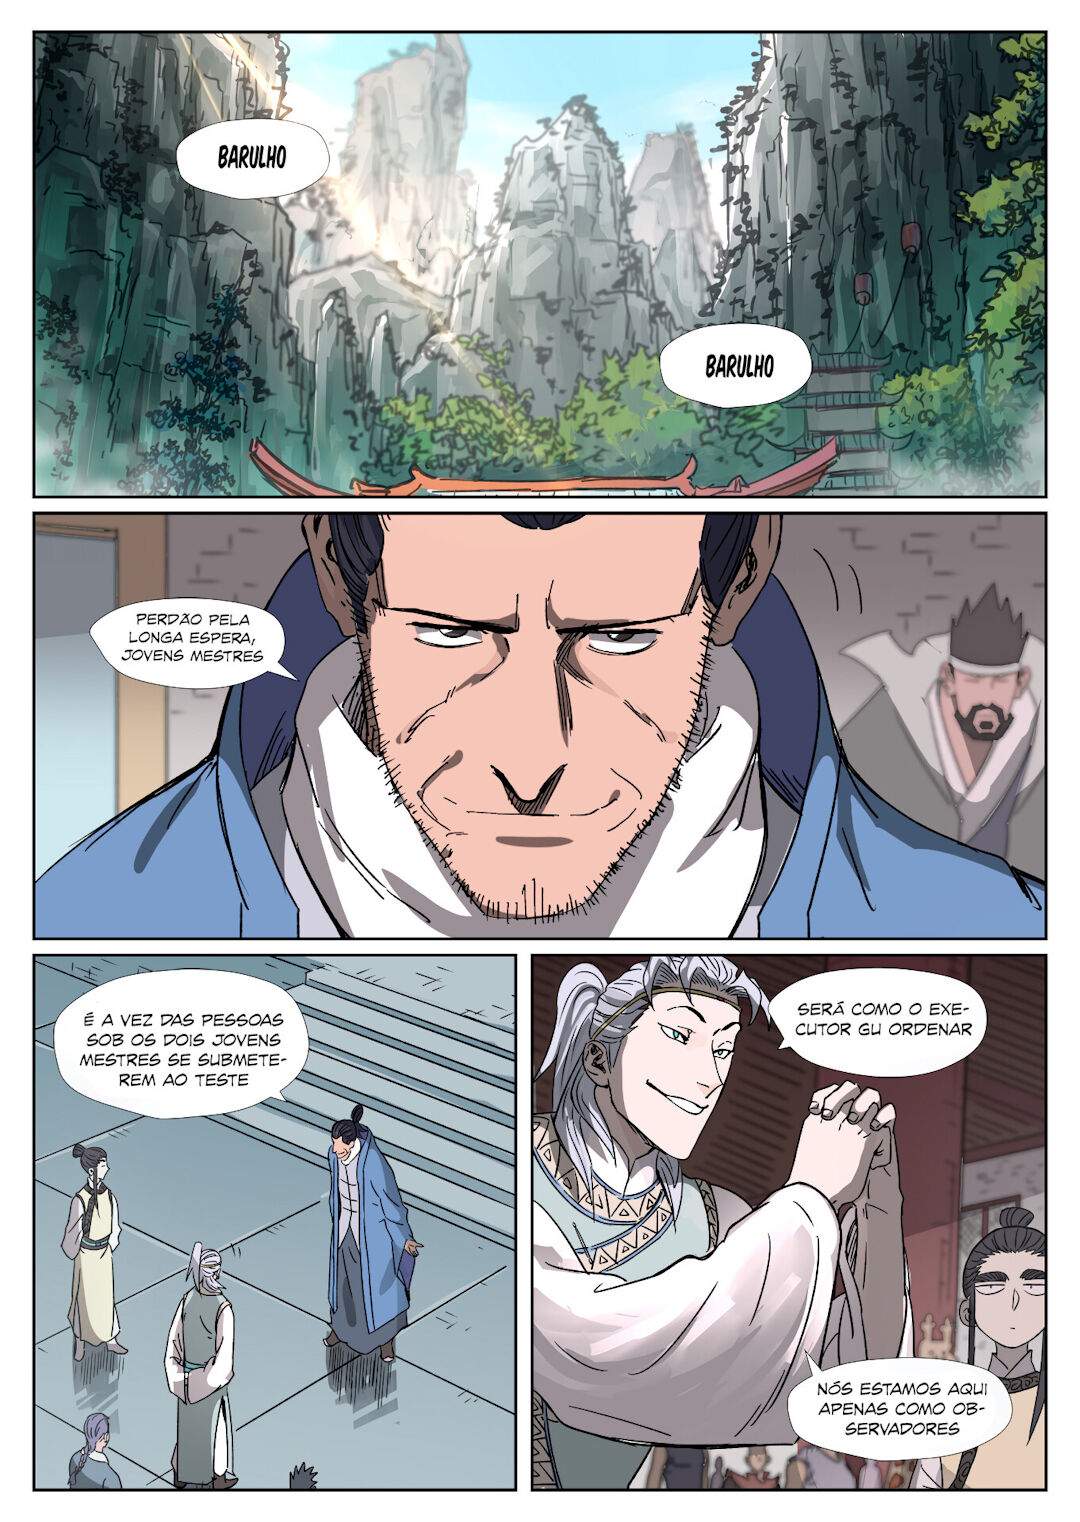 BARULHO
BARULHO
PERDÃO PELA
LONGA ESPERA,
JOVENS MESTRES
É A VEZ DAS PESSOAS
SOB OS DOIS JOVENS
MESTRES SE SUBMETE-
REM AO TESTE
SERÁ COMO O EXE-
CUTOR GU ORDENAR
NÓS ESTAMOS AQUI
APENAS COMO OB-
SERVADORES